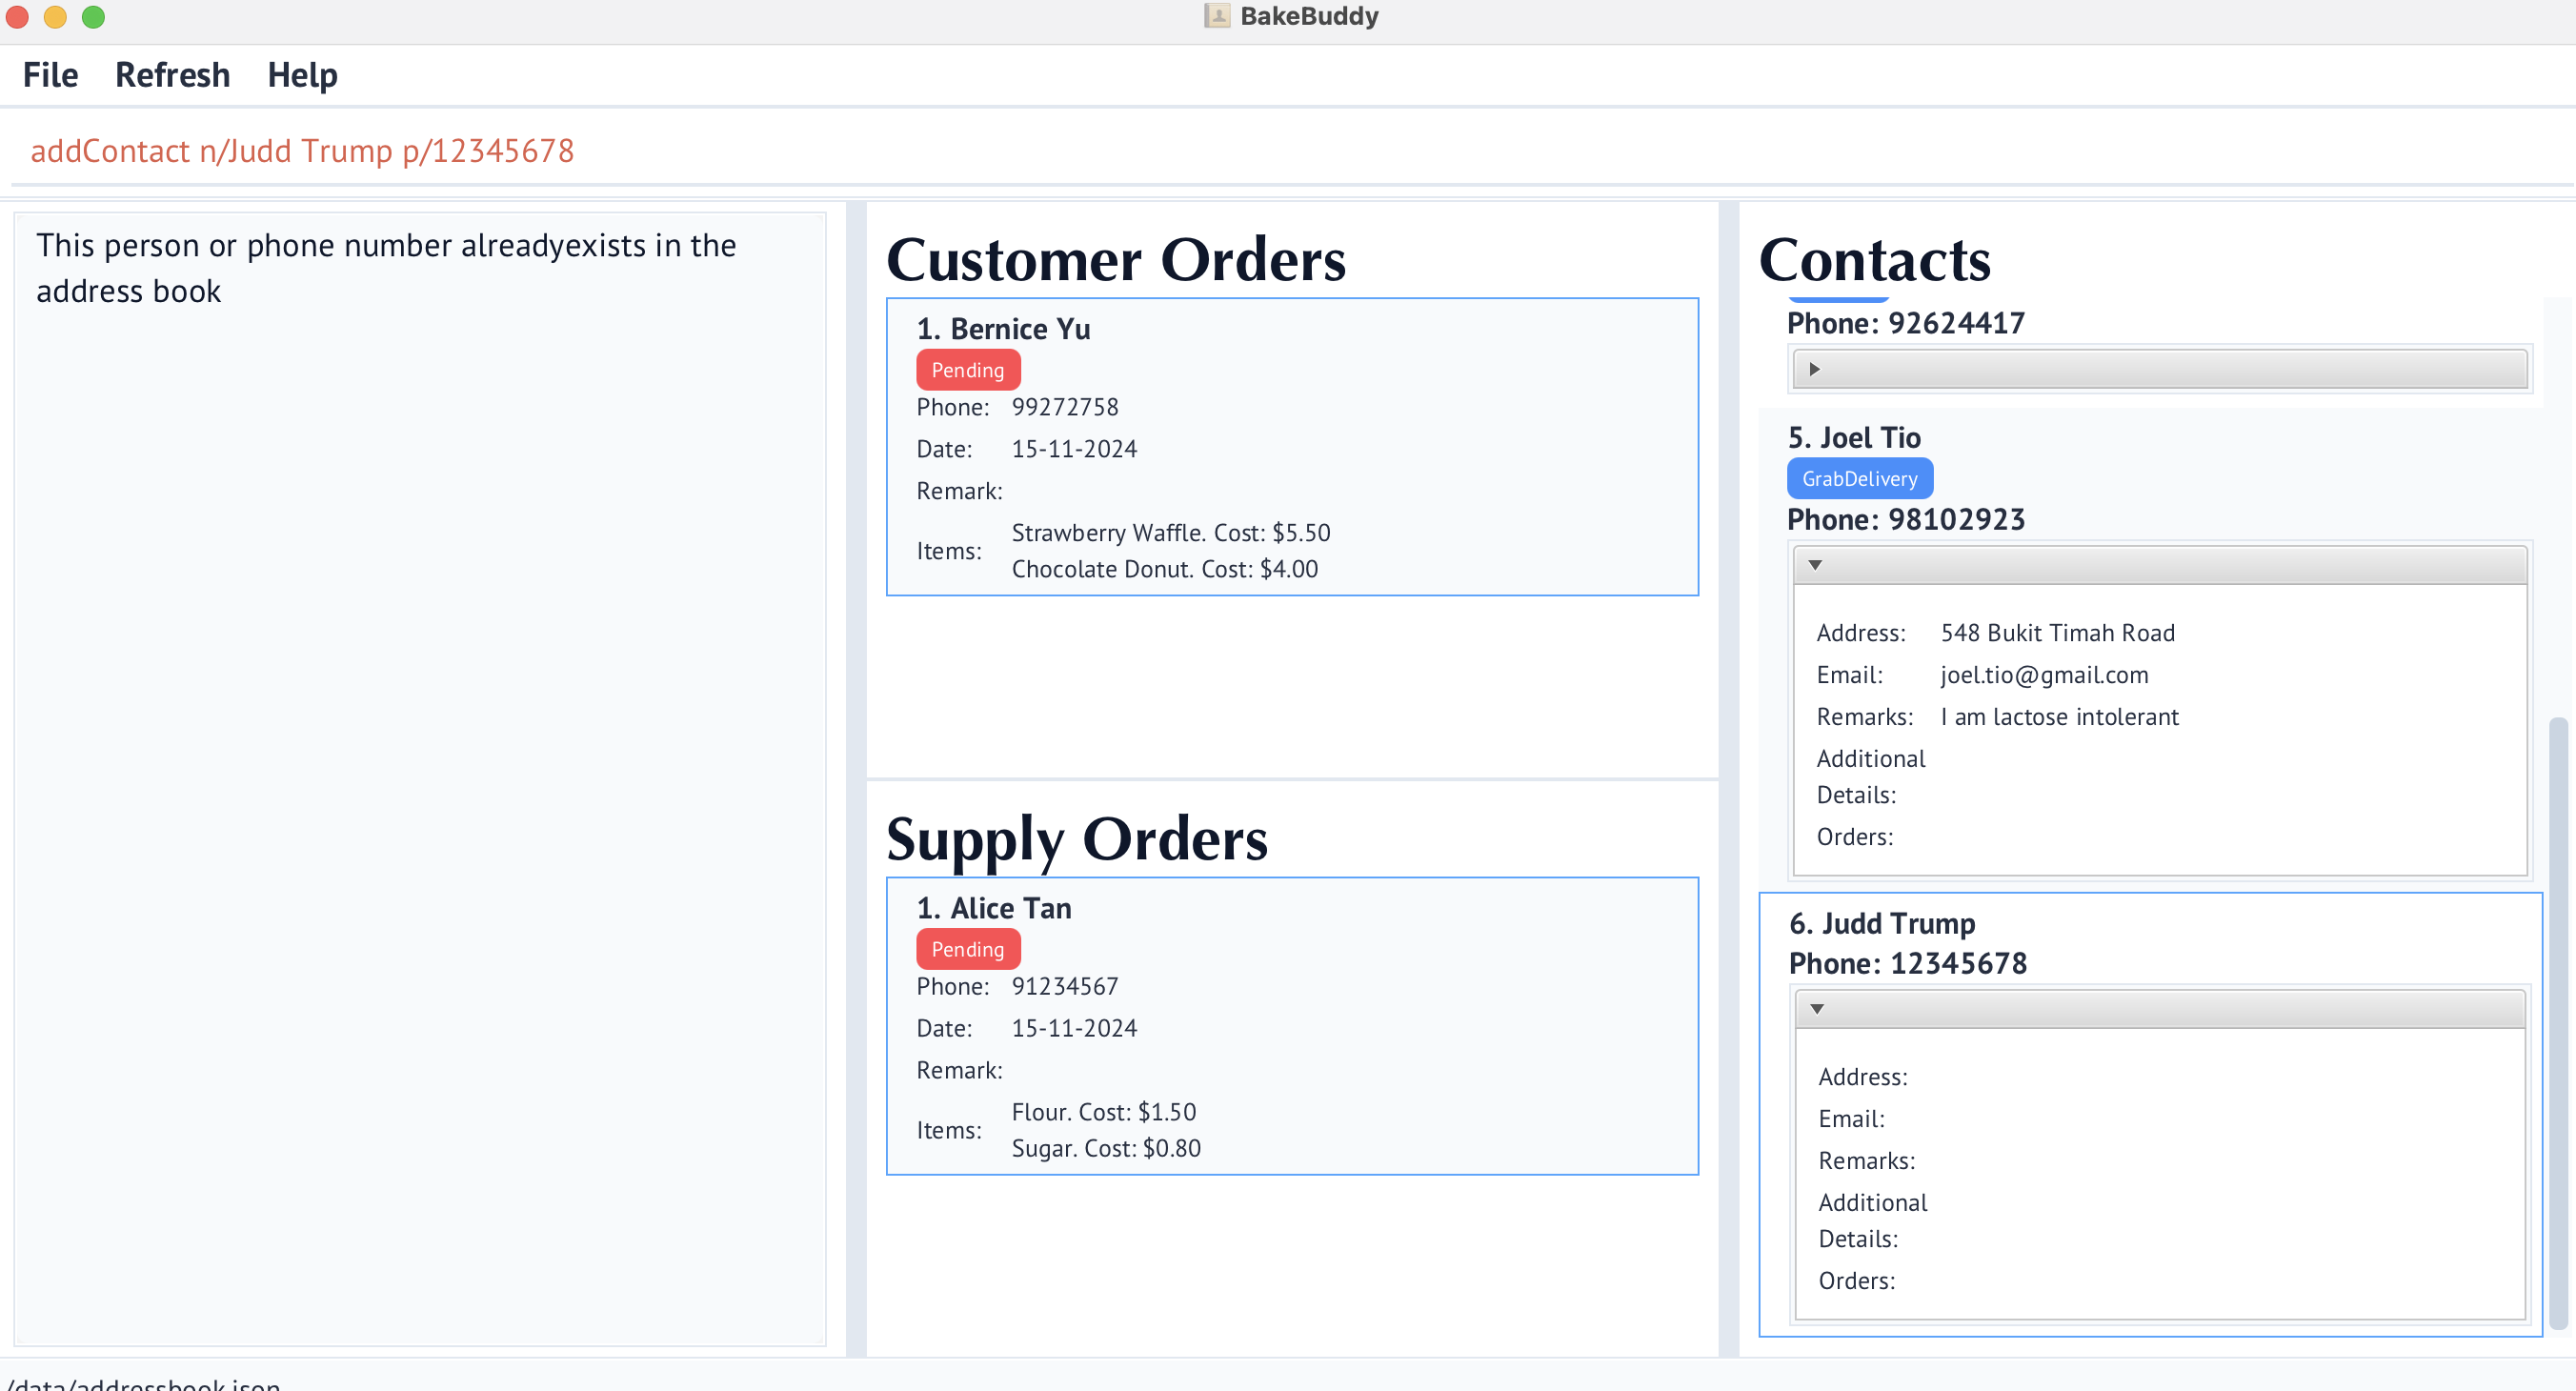 BakeBuddy
File Refresh Help
addContact n/Judd Trump p/12345678
This person or phone number alreadyexists in the
address book
Customer Orders
1. Bernice Yu
Pending
Phone: 99272758
Date: 15-11-2024
Remark:
Items: Strawberry Waffle. Cost: $5.50
Chocolate Donut. Cost: $4.00
Supply Orders
1. Alice Tan
Pending
Phone: 91234567
Date: 15-11-2024
Remark:
Items: Flour. Cost: $1.50
Sugar. Cost: $0.80
Contacts
Phone: 92624417
5. Joel Tio
GrabDelivery
Phone: 98102923
Address: 548 Bukit Timah Road
Email: joel.tio@gmail.com
Remarks: I am lactose intolerant
Additional
Details:
Orders:
6. Judd Trump
Phone: 12345678
Address:
Email:
Remarks:
Additional
Details:
Orders:
/data/addressbook.json